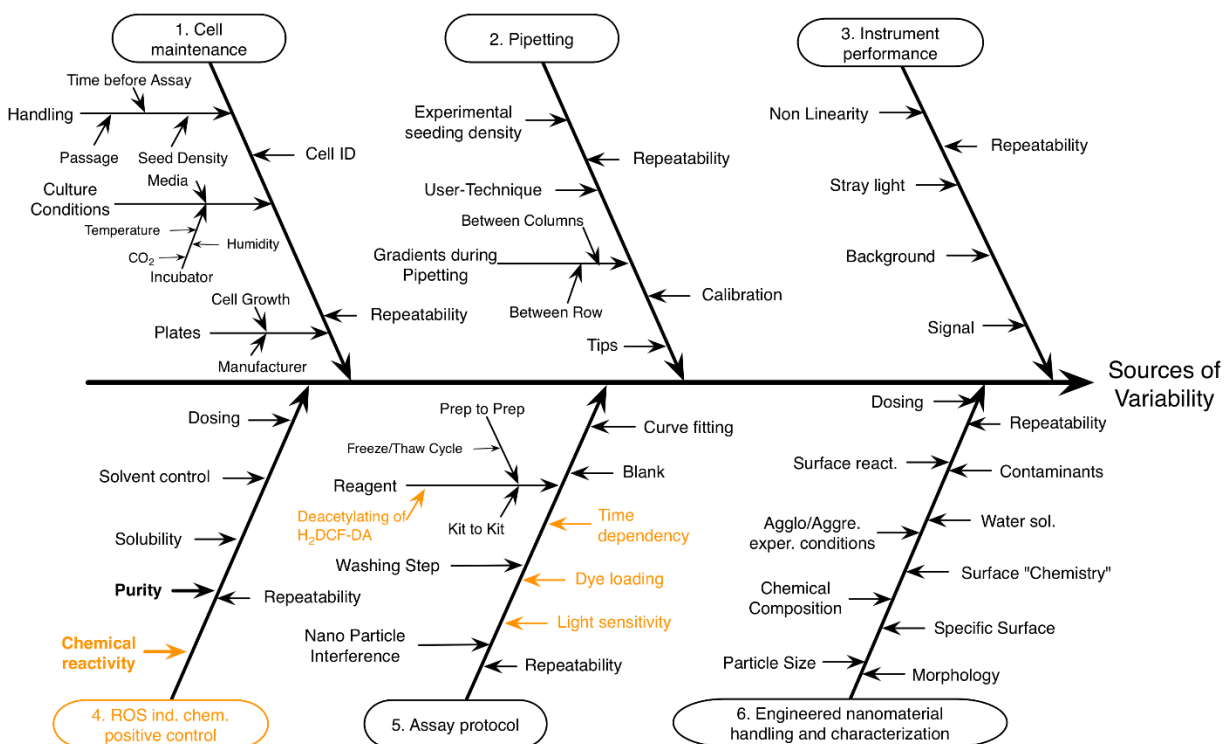 1. Cell
maintenance
2. Pipetting
3. Instrument
performance
Time before Assay
Handling
Passage
Seed Density
Cell ID
Media
Culture
Conditions
Temperature
Humidity
CO₂
Incubator
Cell Growth
Plates
Manufacturer
Repeatability
Experimental
seeding density
Repeatability
User-Technique
Between Columns
Gradients during
Pipetting
Between Row
Calibration
Tips
Non Linearity
Repeatability
Stray light
Background
Signal
Sources of
Variability
Dosing
Solvent control
Solubility
Purity
Repeatability
Chemical
reactivity
4. ROS ind. chem.
positive control
Prep to Prep
Curve fitting
Freeze/Thaw Cycle
Blank
Reagent
Deacetylating of
H₂DCF-DA
Kit to Kit
Time
dependency
Washing Step
Dye loading
Light sensitivity
Nano Particle
Interference
Repeatability
5. Assay protocol
Dosing
Repeatability
Surface react.
Contaminants
Agglo/Aggre.
exper. conditions
Water sol.
Surface "Chemistry"
Chemical
Composition
Specific Surface
Particle Size
Morphology
6. Engineered nanomaterial
handling and characterization